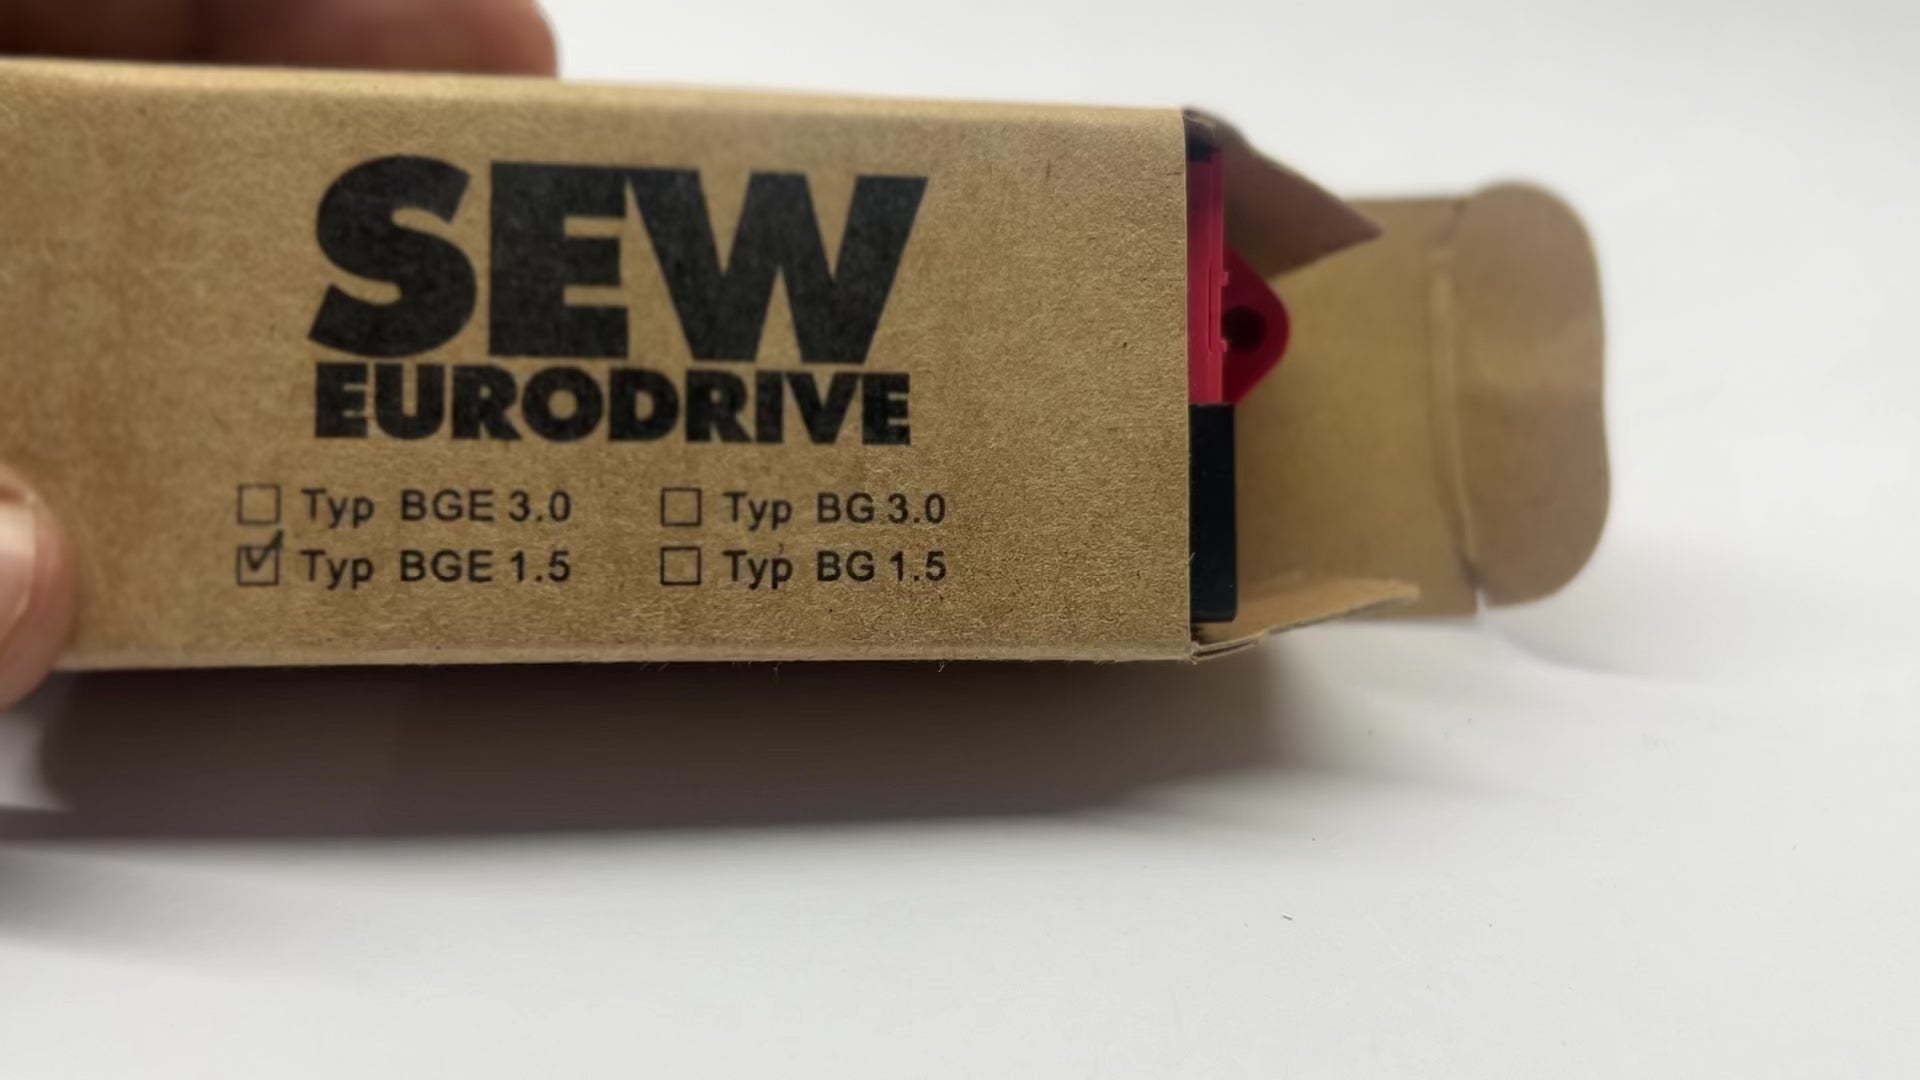 SEW
EURODRIVE
Typ BGE 3.0 Typ BG 3.0
Typ BGE 1.5 Typ BG 1.5